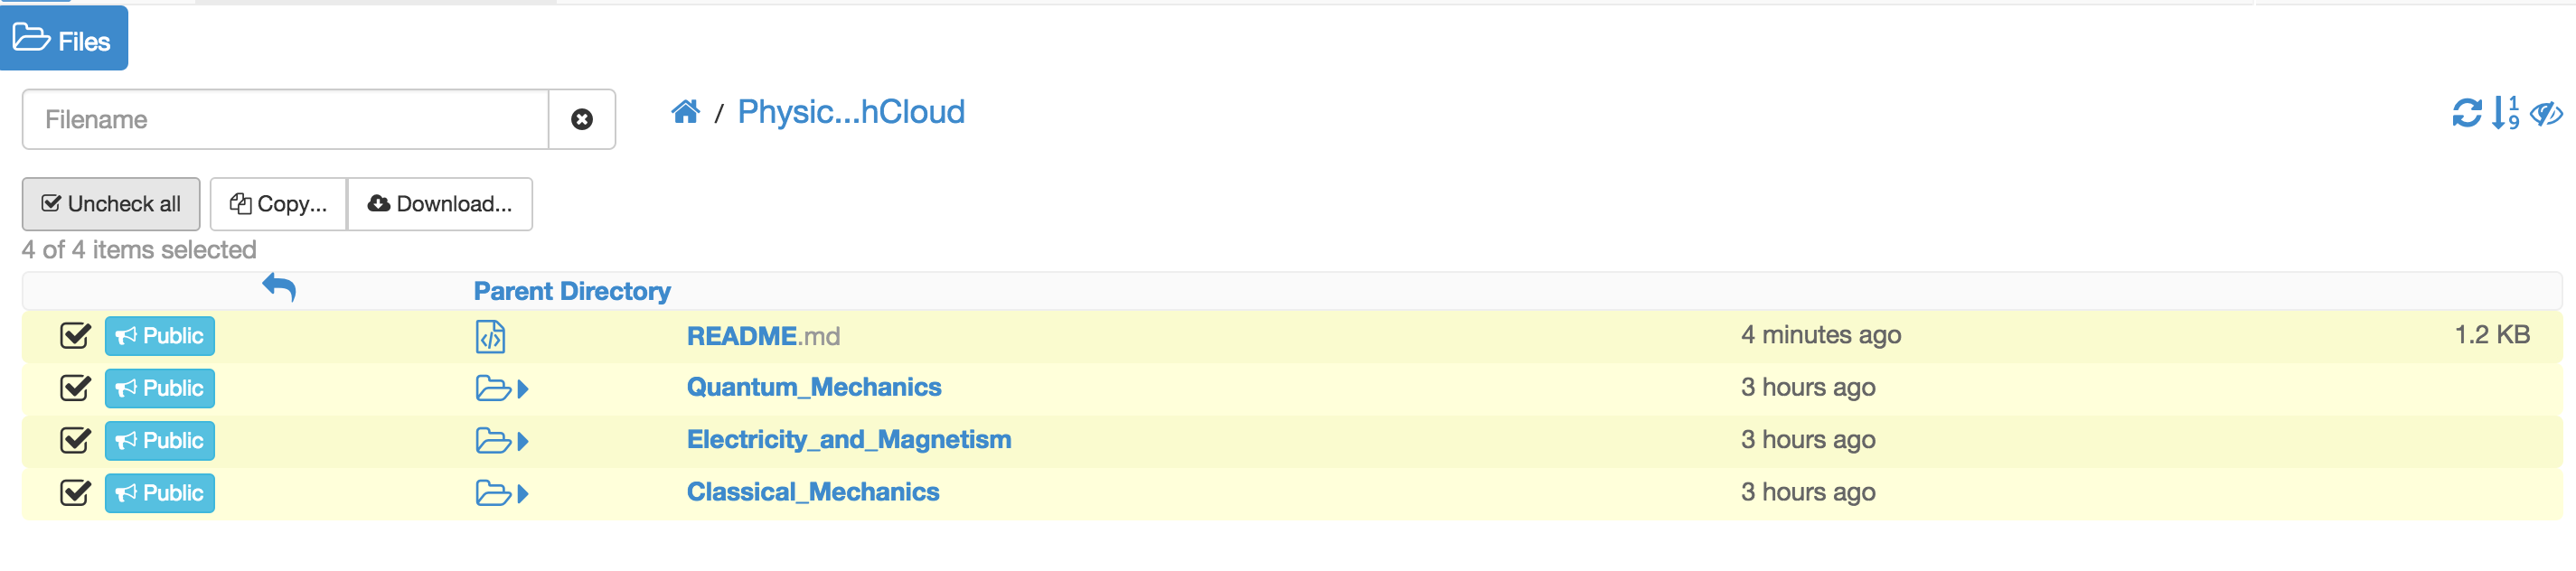 Files
Filename
/ Physic...hCloud
1
9
Uncheck all Copy... Download...
4 of 4 items selected
Parent Directory
Public README.md 4 minutes ago 1.2 KB
Public Quantum_Mechanics 3 hours ago
Public Electricity_and_Magnetism 3 hours ago
Public Classical_Mechanics 3 hours ago